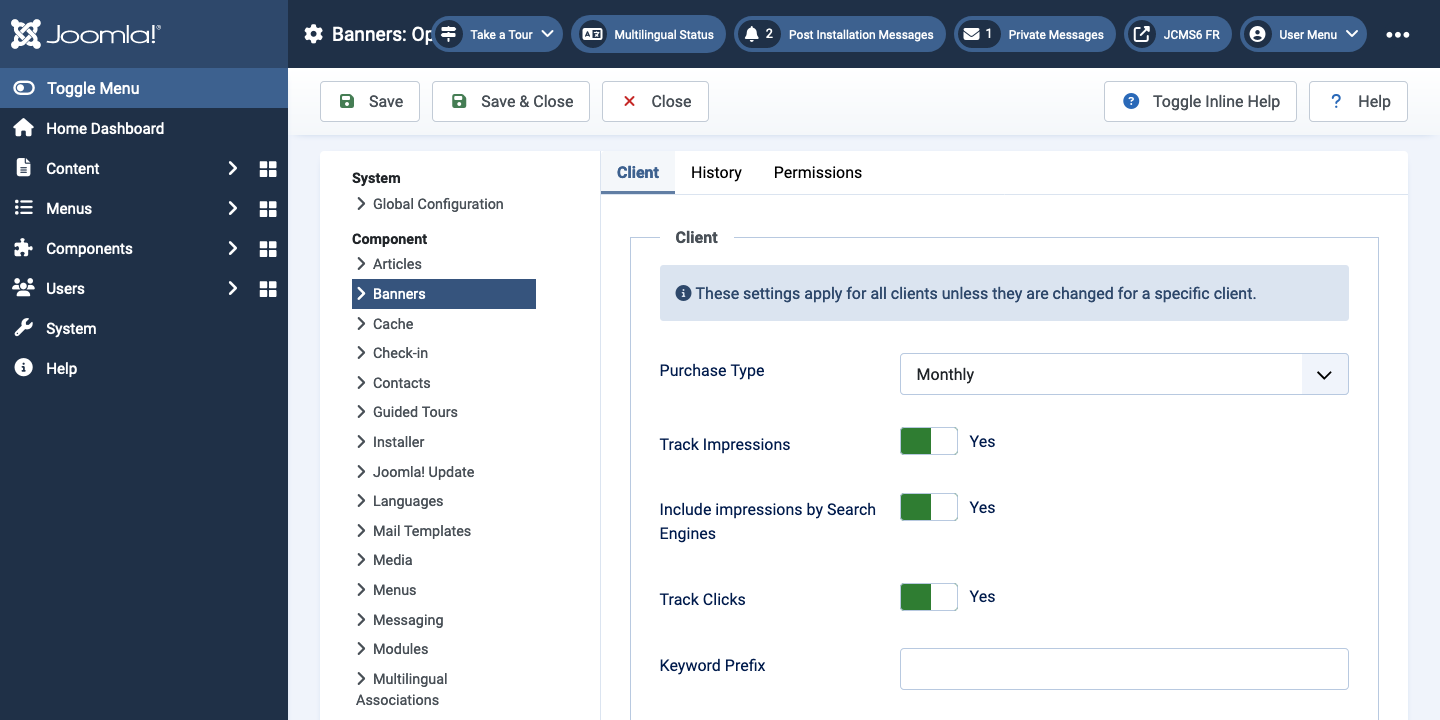 Joomla!®
Banners: Op
Take a Tour
Multilingual Status
2 Post Installation Messages
1 Private Messages
JCMS6 FR
User Menu
Toggle Menu
Home Dashboard
Content
Menus
Components
Users
System
Help
Save
Save & Close
Close
Toggle Inline Help
? Help
System
Global Configuration
Component
Articles
Banners
Cache
Check-in
Contacts
Guided Tours
Installer
Joomla! Update
Languages
Mail Templates
Media
Menus
Messaging
Modules
Multilingual
Associations
Client
History
Permissions
Client
These settings apply for all clients unless they are changed for a specific client.
Purchase Type
Monthly
Track Impressions
Yes
Include impressions by Search
Engines
Yes
Track Clicks
Yes
Keyword Prefix